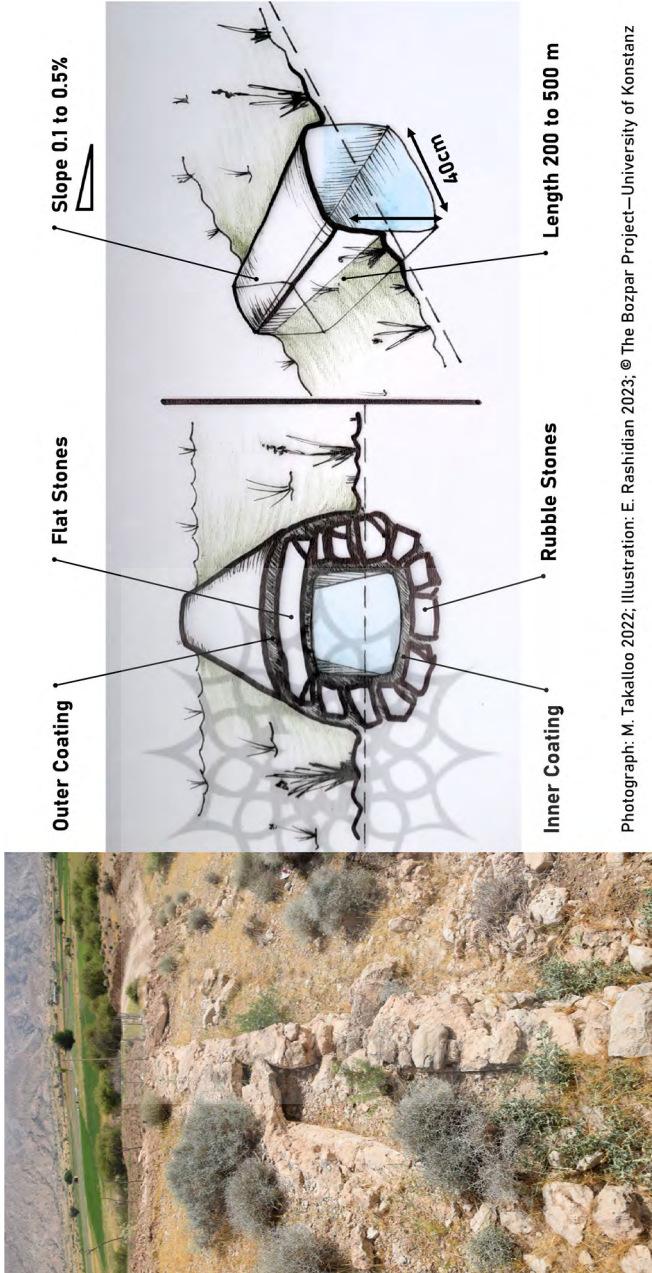 Outer Coating
Flat Stones
Slope 0.1 to 0.5%
40cm
Inner Coating
Rubble Stones
Length 200 to 500 m
Photograph: M. Takalloo 2022; Illustration: E. Rashidian 2023; © The Bozpar Project—University of Konstanz